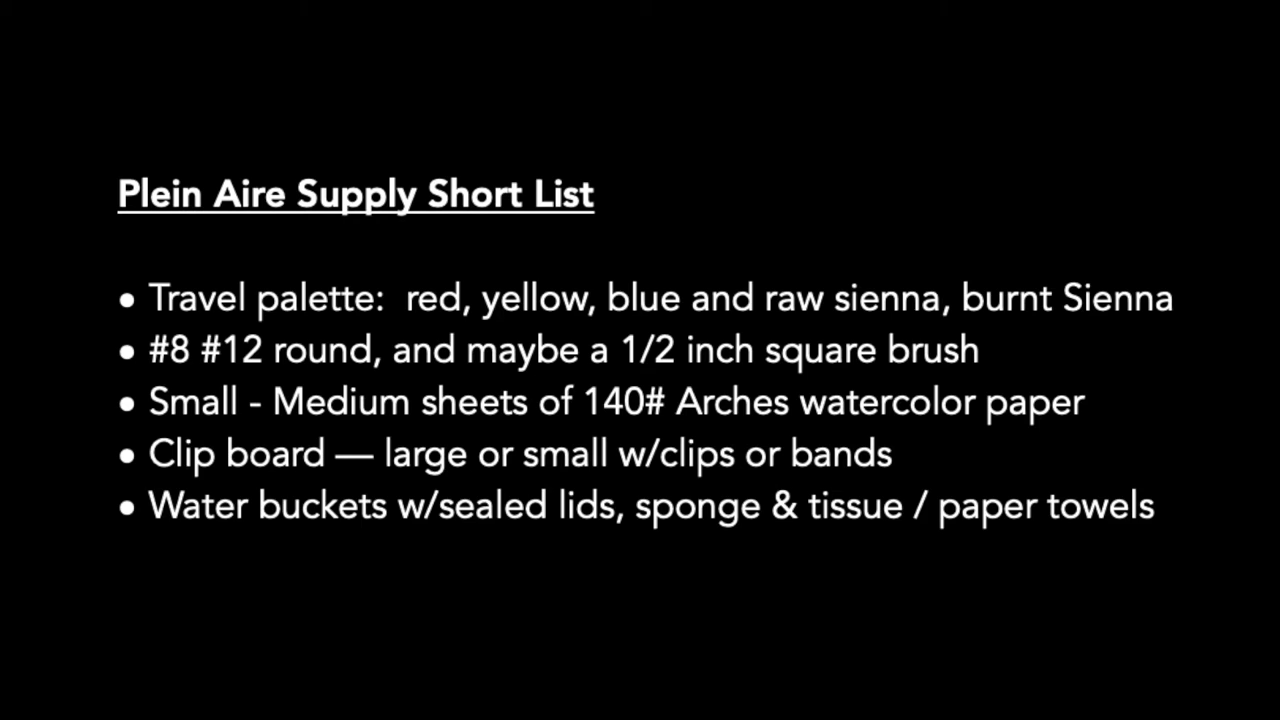 Plein Aire Supply Short List
• Travel palette:  red, yellow, blue and raw sienna, burnt Sienna
• #8 #12 round, and maybe a 1/2 inch square brush
• Small - Medium sheets of 140# Arches watercolor paper
• Clip board — large or small w/clips or bands
• Water buckets w/sealed lids, sponge & tissue / paper towels